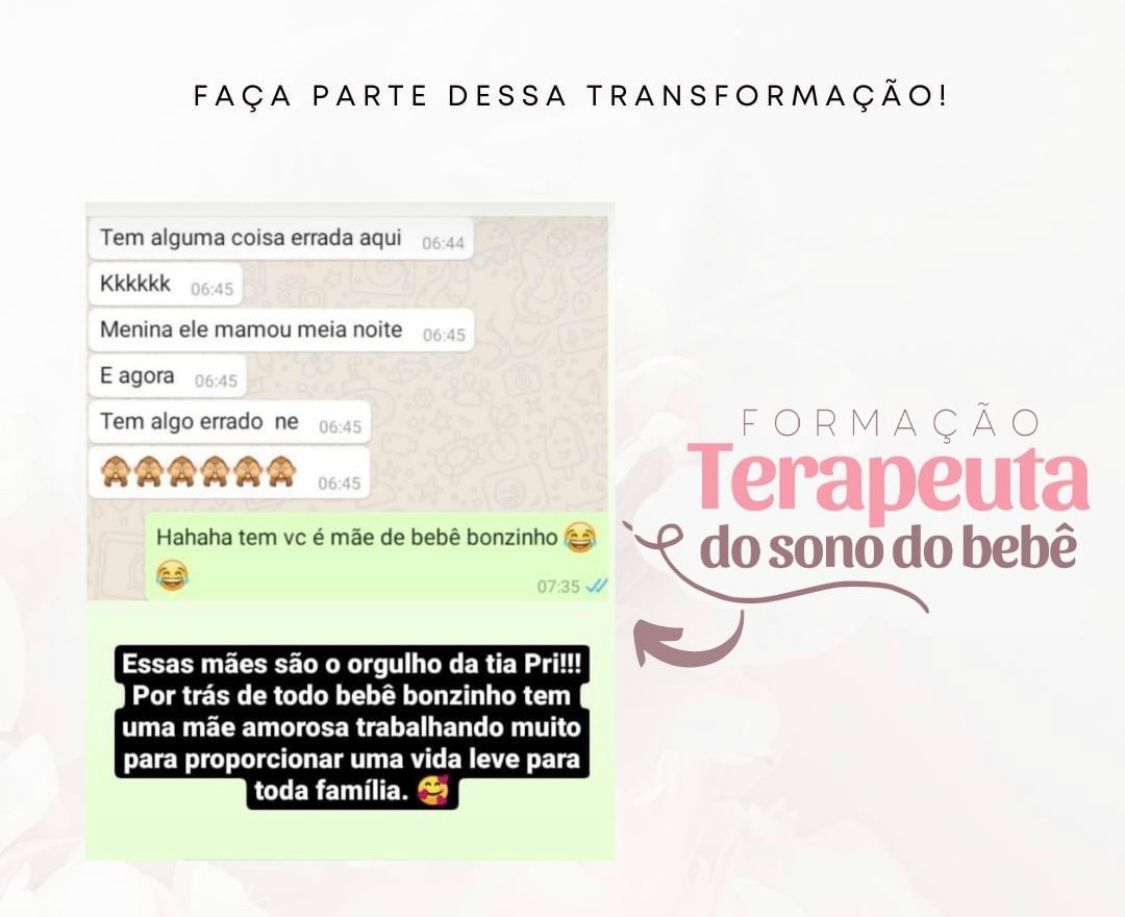 FAÇA PARTE DESSA TRANSFORMAÇÃO!
Tem alguma coisa errada aqui 06:44
Kkkkkk 06:45
Menina ele mamou meia noite 06:45
E agora 06:45
Tem algo errado ne 06:45
🙈🙈🙈🙈🙈🙈 06:45
Hahaha tem vc é mãe de bebê bonzinho 😂
😂
07:35
Essas mães são o orgulho da tia Pri!!!
Por trás de todo bebê bonzinho tem
uma mãe amorosa trabalhando muito
para proporcionar uma vida leve para
toda família. 🥰
FORMAÇÃO
Terapeuta
do sono do bebê